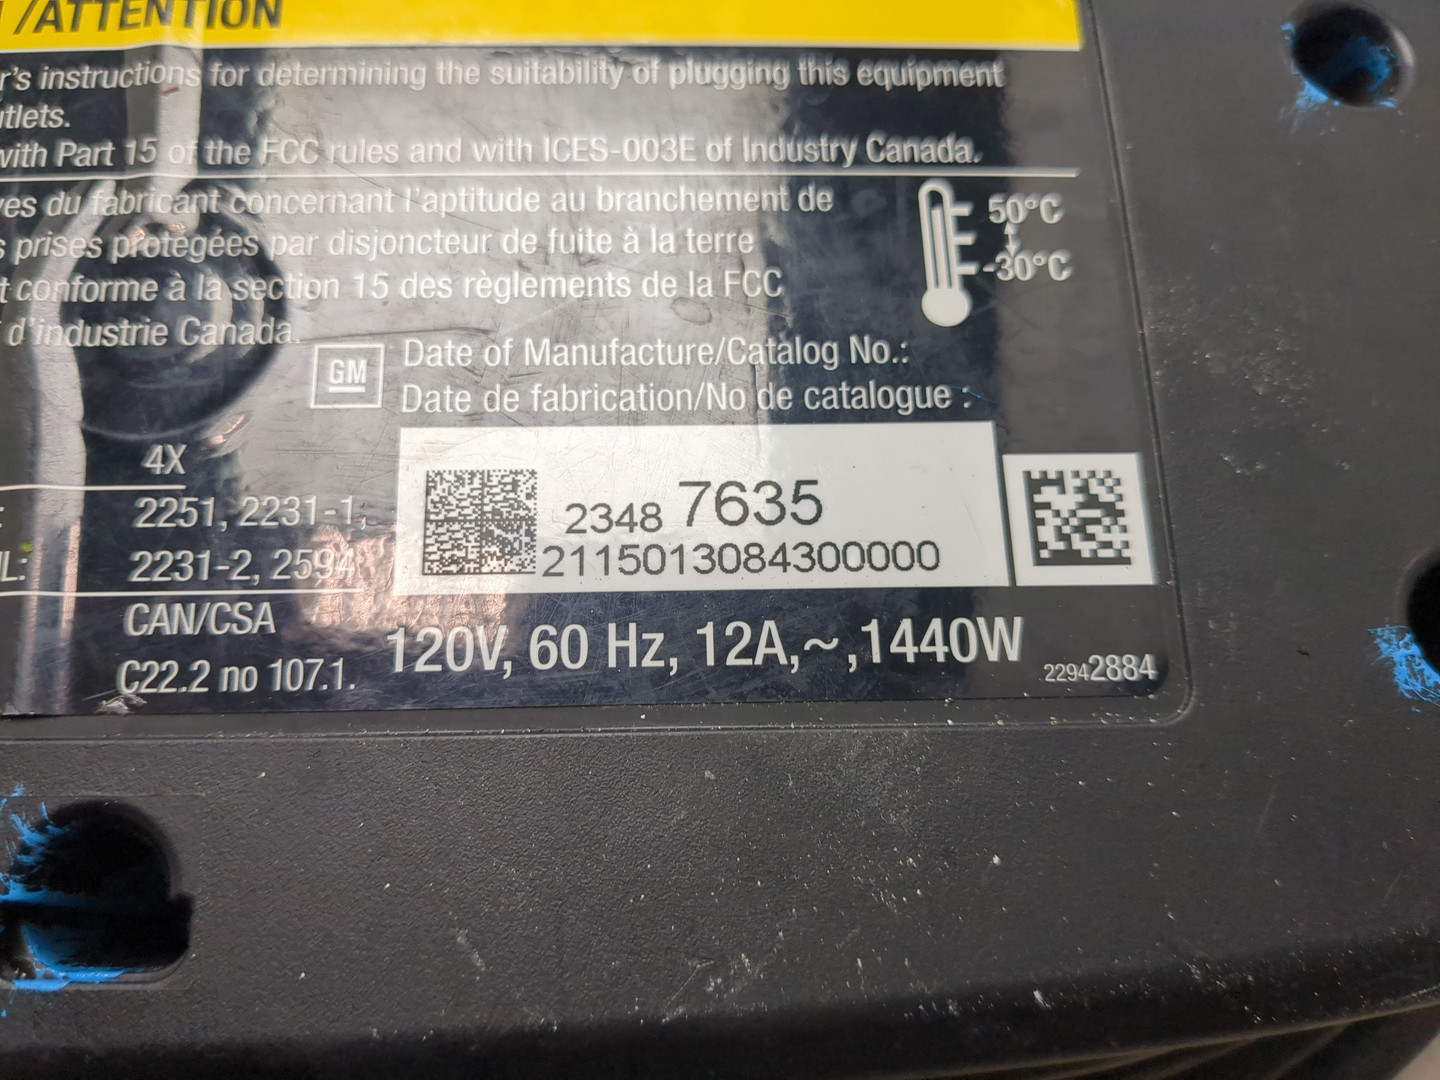 /ATTENTION
r's instructions for determining the suitability of plugging this equipment
utlets.
with Part 15 of the FCC rules and with ICES-003E of Industry Canada.
ves du fabricant concernant l'aptitude au branchement de
s prises protégées par disjoncteur de fuite à la terre
t conforme à la section 15 des règlements de la FCC
d'industrie Canada.
50°C
-30°C
GM
Date of Manufacture/Catalog No.:
Date de fabrication/No de catalogue :
4X
: 2251, 2231-1,
L: 2231-2, 2594
CAN/CSA
C22.2 no 107.1.
2348 7635
2115013084300000
120V, 60 Hz, 12A,~,1440W
22942884